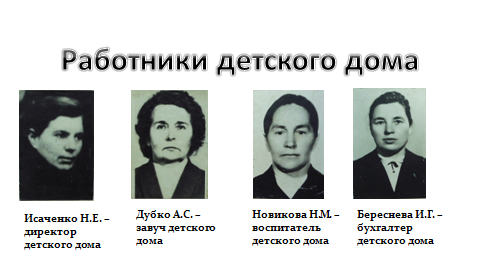 Работники детского дома
Исаченко Н.Е. –
директор
детского дома
Дубко А.С. –
завуч детского
дома
Новикова Н.М. –
воспитатель
детского дома
Береснева И.Г. –
бухгалтер
детского дома